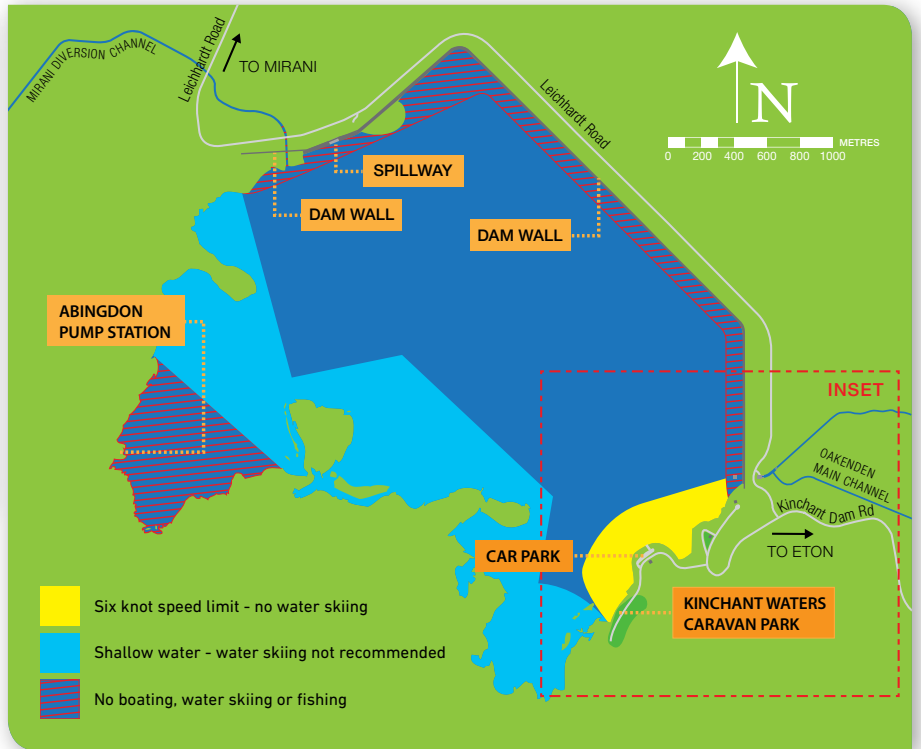 MIRANI DIVERSION CHANNEL
Leichhardt Road
TO MIRANI
Leichhardt Road
N
METRES
0 200 400 600 800 1000
SPILLWAY
DAM WALL
DAM WALL
ABINGDON
PUMP STATION
INSET
OAKENDEN
MAIN CHANNEL
Kinchant Dam Rd
TO ETON
CAR PARK
KINCHANT WATERS
CARAVAN PARK
Six knot speed limit - no water skiing
Shallow water - water skiing not recommended
No boating, water skiing or fishing